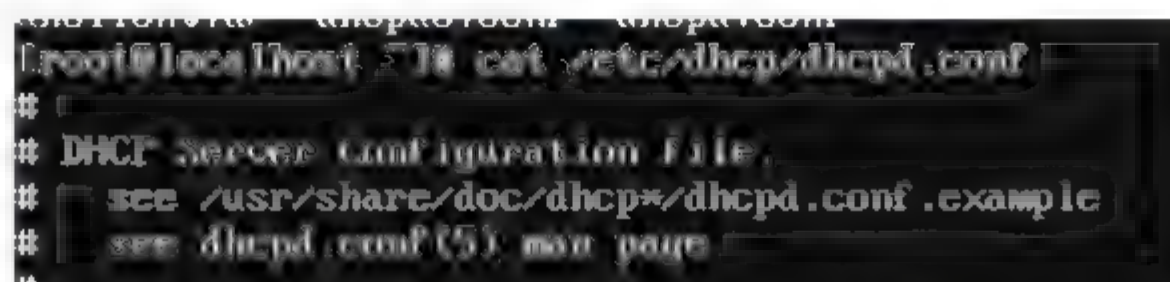 [root@localhost ~]# cat /etc/dhcp/dhcpd.conf
#
# DHCP Server Configuration File.
#   see /usr/share/doc/dhcp*/dhcpd.conf.example
#   see dhcpd.conf(5) man page
#